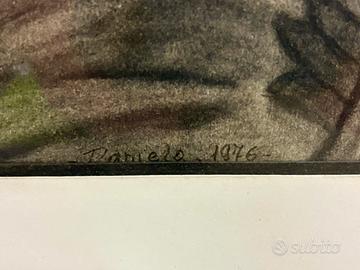 - Daniele - 1976 -
subito